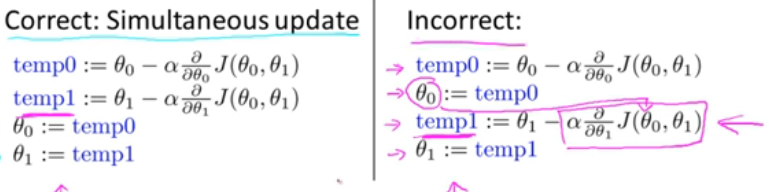 Correct: Simultaneous update
temp0 := θ₀ − α ∂/∂θ₀ J(θ₀, θ₁)
temp1 := θ₁ − α ∂/∂θ₁ J(θ₀, θ₁)
θ₀ := temp0
θ₁ := temp1
Incorrect:
temp0 := θ₀ − α ∂/∂θ₀ J(θ₀, θ₁)
θ₀ := temp0
temp1 := θ₁ − α ∂/∂θ₁ J(θ₀, θ₁)
θ₁ := temp1